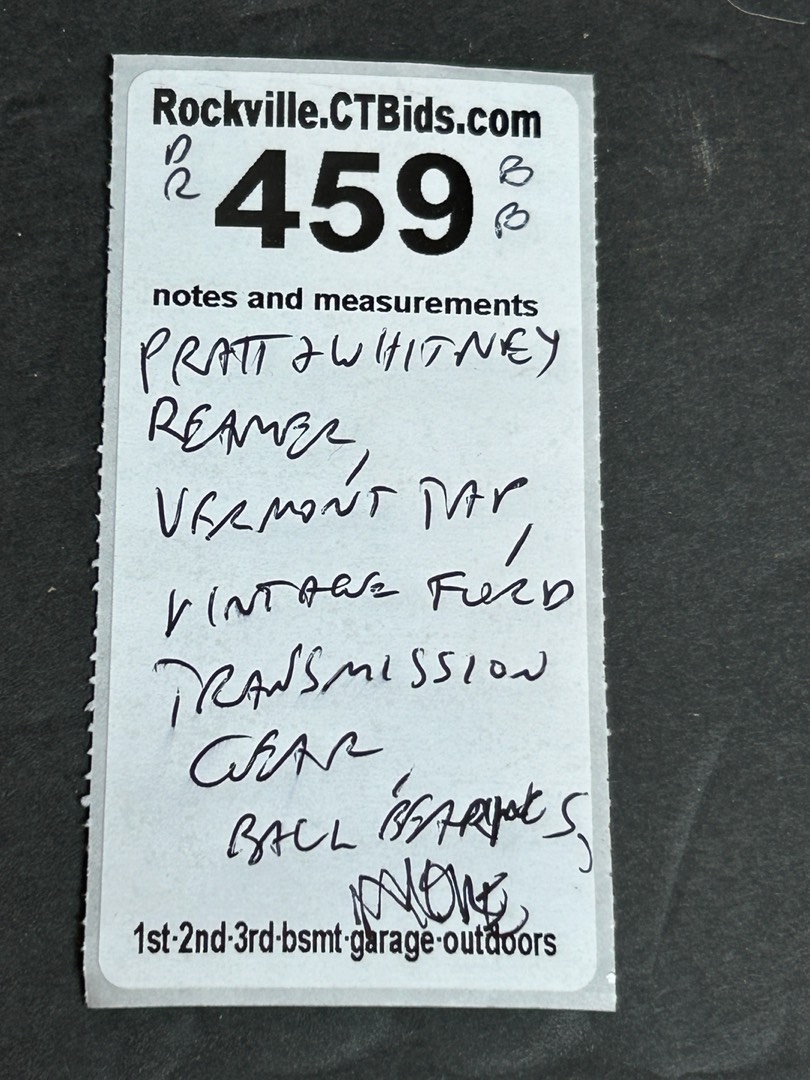 Rockville.CTBids.com
D
R
459
B
B
notes and measurements
PRATT & WHITNEY
REAMER,
VERMONT TAP,
VINTAGE FORD
TRANSMISSION
GEAR,
BALL BEARINGS,
MORE
1st·2nd·3rd·bsmt·garage·outdoors